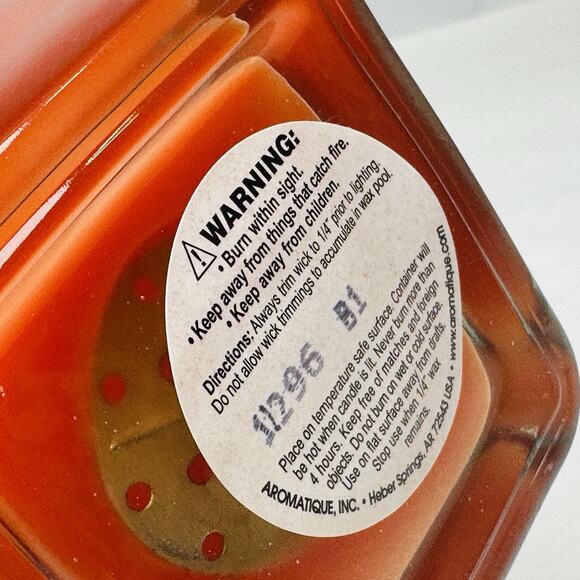 WARNING:
• Burn within sight.
• Keep away from things that catch fire.
• Keep away from children.
Directions: Always trim wick to 1/4" prior to lighting.
Do not allow wick trimmings to accumulate in wax pool.
11296 B1
Place on temperature safe surface. Container will
be hot when candle is lit. Never burn more than
4 hours. Keep free of matches and foreign
objects. Do not burn on wet or cold surface.
Use on flat surface away from drafts.
Stop use when 1/4" wax
remains.
AROMATIQUE, INC. • Heber Springs, AR 72543 USA • www.aromatique.com